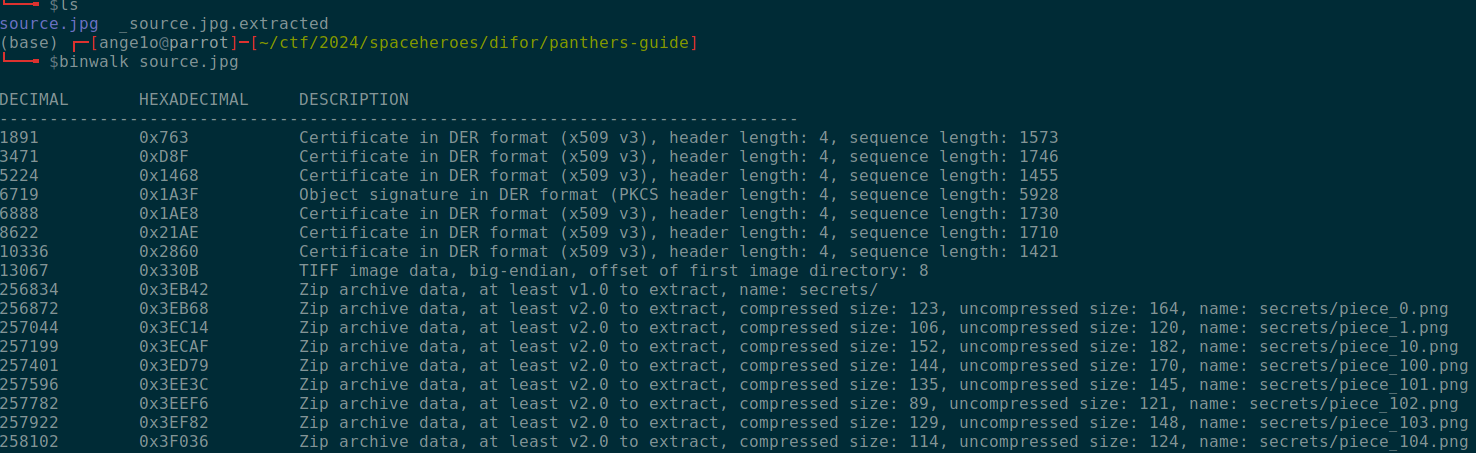 $ls
source.jpg  _source.jpg.extracted
(base) ┌─[ange1o@parrot]─[~/ctf/2024/spaceheroes/difor/panthers-guide]
└──╼ $binwalk source.jpg

DECIMAL       HEXADECIMAL     DESCRIPTION
--------------------------------------------------------------------------------
1891          0x763           Certificate in DER format (x509 v3), header length: 4, sequence length: 1573
3471          0xD8F           Certificate in DER format (x509 v3), header length: 4, sequence length: 1746
5224          0x1468          Certificate in DER format (x509 v3), header length: 4, sequence length: 1455
6719          0x1A3F          Object signature in DER format (PKCS header length: 4, sequence length: 5928
6888          0x1AE8          Certificate in DER format (x509 v3), header length: 4, sequence length: 1730
8622          0x21AE          Certificate in DER format (x509 v3), header length: 4, sequence length: 1710
10336         0x2860          Certificate in DER format (x509 v3), header length: 4, sequence length: 1421
13067         0x330B          TIFF image data, big-endian, offset of first image directory: 8
256834        0x3EB42         Zip archive data, at least v1.0 to extract, name: secrets/
256872        0x3EB68         Zip archive data, at least v2.0 to extract, compressed size: 123, uncompressed size: 164, name: secrets/piece_0.png
257044        0x3EC14         Zip archive data, at least v2.0 to extract, compressed size: 106, uncompressed size: 120, name: secrets/piece_1.png
257199        0x3ECAF         Zip archive data, at least v2.0 to extract, compressed size: 152, uncompressed size: 182, name: secrets/piece_10.png
257401        0x3ED79         Zip archive data, at least v2.0 to extract, compressed size: 144, uncompressed size: 170, name: secrets/piece_100.png
257596        0x3EE3C         Zip archive data, at least v2.0 to extract, compressed size: 135, uncompressed size: 145, name: secrets/piece_101.png
257782        0x3EEF6         Zip archive data, at least v2.0 to extract, compressed size: 89, uncompressed size: 121, name: secrets/piece_102.png
257922        0x3EF82         Zip archive data, at least v2.0 to extract, compressed size: 129, uncompressed size: 148, name: secrets/piece_103.png
258102        0x3F036         Zip archive data, at least v2.0 to extract, compressed size: 114, uncompressed size: 124, name: secrets/piece_104.png